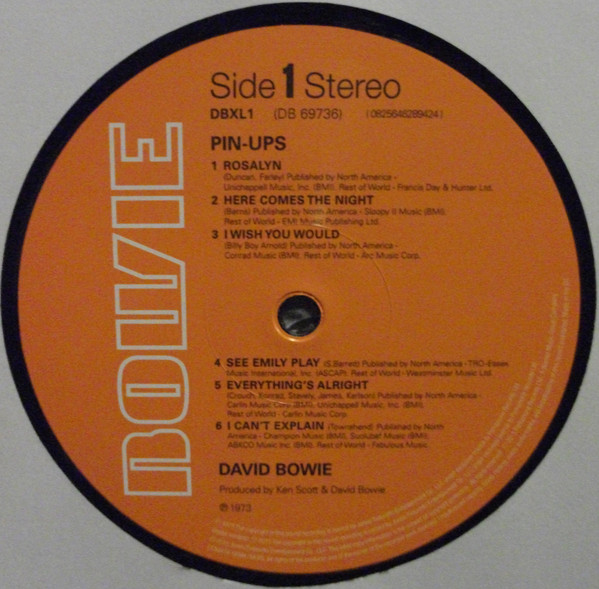 BOWIE
Side 1 Stereo
DBXL1 (DB 69736) (0825646289424)
PIN-UPS
1 ROSALYN
(Duncan, Farley) Published by North America -
Unichappell Music, Inc. (BMI). Rest of World - Francis Day & Hunter Ltd.
2 HERE COMES THE NIGHT
(Berns) Published by North America - Sloopy II Music (BMI).
Rest of World - EMI Music Publishing Ltd.
3 I WISH YOU WOULD
(Billy Boy Arnold) Published by North America -
Conrad Music (BMI). Rest of World - Arc Music Corp.
4 SEE EMILY PLAY (S.Barrett) Published by North America -TRO-Essex
Music International, Inc. (ASCAP). Rest of World - Westminster Music Ltd.
5 EVERYTHING'S ALRIGHT
(Crouch, Konrad, Stavely, James, Karlson) Published by North America -
Carlin Music Corp (BMI), Unichappell Music, Inc. (BMI).
Rest of World - Carlin Music Corp.
6 I CAN'T EXPLAIN (Townshend) Published by North
America - Champion Music (BMI), Suolubaf Music (BMI),
ABKCO Music Inc. (BMI). Rest of World - Fabulous Music.
DAVID BOWIE
Produced by Ken Scott & David Bowie
℗ 1973